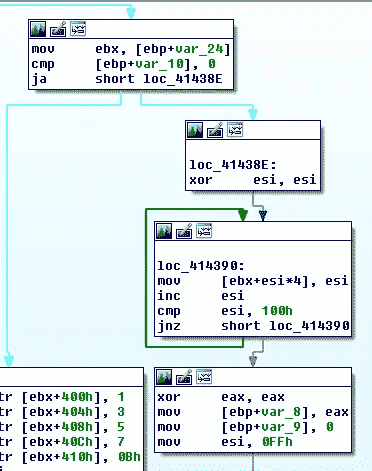 mov     ebx, [ebp+var_24]
cmp     [ebp+var_10], 0
ja      short loc_41438E
loc_41438E:
xor     esi, esi
loc_414390:
mov     [ebx+esi*4], esi
inc     esi
cmp     esi, 100h
jnz     short loc_414390
tr [ebx+400h], 1
tr [ebx+404h], 3
tr [ebx+408h], 5
tr [ebx+40Ch], 7
tr [ebx+410h], 0Bh
xor     eax, eax
mov     [ebp+var_8], eax
mov     [ebp+var_9], 0
mov     esi, 0FFh